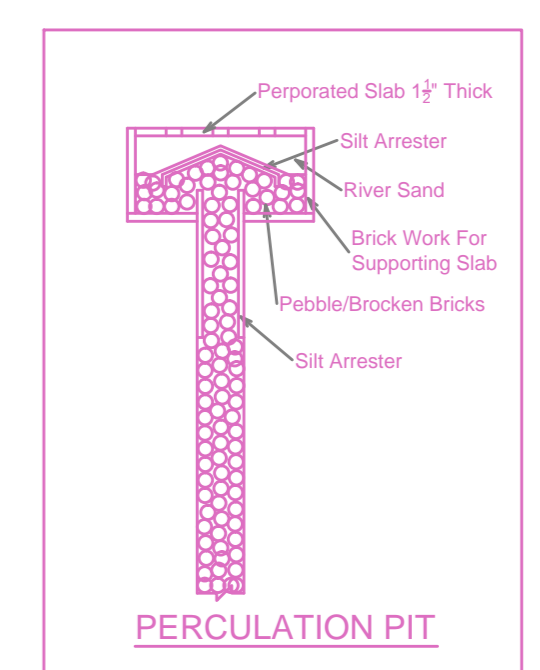 Perporated Slab 1½" Thick
Silt Arrester
River Sand
Brick Work For
Supporting Slab
Pebble/Brocken Bricks
Silt Arrester
PERCULATION PIT